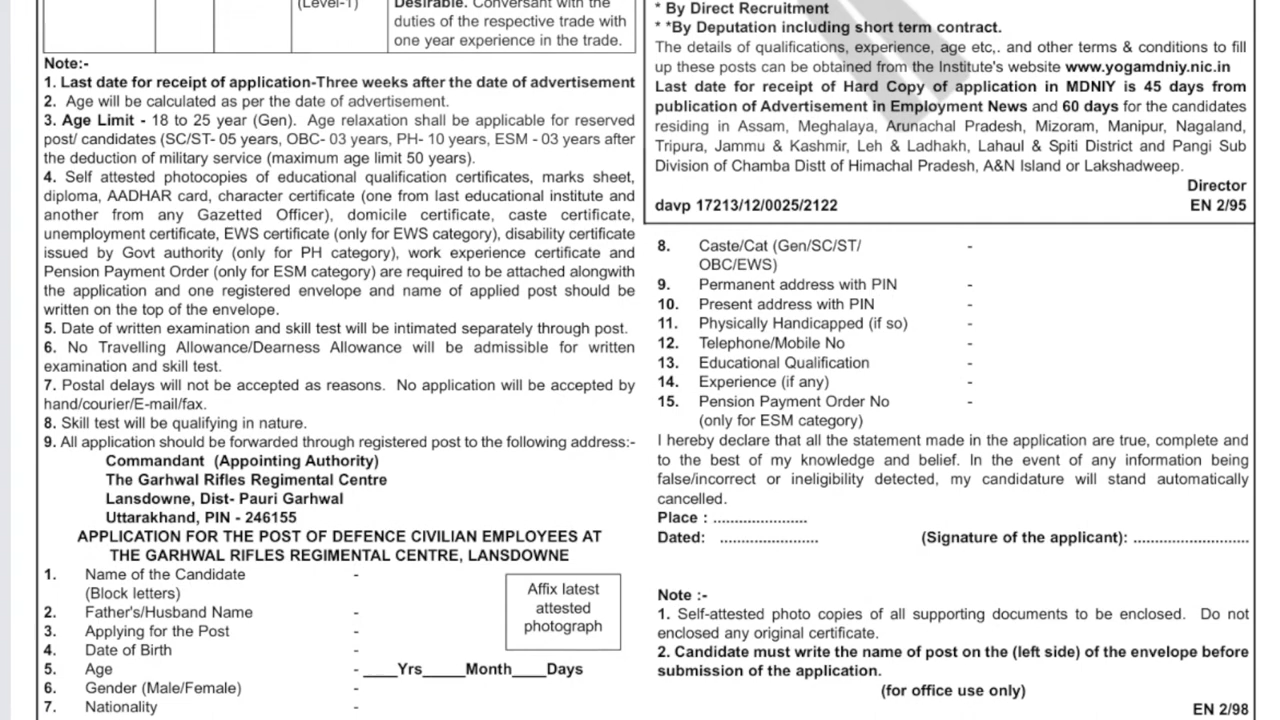 (Level-1)
Desirable. Conversant with the
duties of the respective trade with
one year experience in the trade.
Note:-
1. Last date for receipt of application-Three weeks after the date of advertisement
2. Age will be calculated as per the date of advertisement.
3. Age Limit - 18 to 25 year (Gen). Age relaxation shall be applicable for reserved
post/ candidates (SC/ST- 05 years, OBC- 03 years, PH- 10 years, ESM - 03 years after
the deduction of military service (maximum age limit 50 years).
4. Self attested photocopies of educational qualification certificates, marks sheet,
diploma, AADHAR card, character certificate (one from last educational institute and
another from any Gazetted Officer), domicile certificate, caste certificate,
unemployment certificate, EWS certificate (only for EWS category), disability certificate
issued by Govt authority (only for PH category), work experience certificate and
Pension Payment Order (only for ESM category) are required to be attached alongwith
the application and one registered envelope and name of applied post should be
written on the top of the envelope.
5. Date of written examination and skill test will be intimated separately through post.
6. No Travelling Allowance/Dearness Allowance will be admissible for written
examination and skill test.
7. Postal delays will not be accepted as reasons. No application will be accepted by
hand/courier/E-mail/fax.
8. Skill test will be qualifying in nature.
9. All application should be forwarded through registered post to the following address:-
Commandant (Appointing Authority)
The Garhwal Rifles Regimental Centre
Lansdowne, Dist- Pauri Garhwal
Uttarakhand, PIN - 246155
APPLICATION FOR THE POST OF DEFENCE CIVILIAN EMPLOYEES AT
THE GARHWAL RIFLES REGIMENTAL CENTRE, LANSDOWNE
1. Name of the Candidate -
(Block letters)
2. Father's/Husband Name -
3. Applying for the Post -
4. Date of Birth -
5. Age - ____Yrs_____Month____Days
6. Gender (Male/Female) -
7. Nationality -
Affix latest
attested
photograph
* By Direct Recruitment
* *By Deputation including short term contract.
The details of qualifications, experience, age etc,. and other terms & conditions to fill
up these posts can be obtained from the Institute's website www.yogamdniy.nic.in
Last date for receipt of Hard Copy of application in MDNIY is 45 days from
publication of Advertisement in Employment News and 60 days for the candidates
residing in Assam, Meghalaya, Arunachal Pradesh, Mizoram, Manipur, Nagaland,
Tripura, Jammu & Kashmir, Leh & Ladhakh, Lahaul & Spiti District and Pangi Sub
Division of Chamba Distt of Himachal Pradesh, A&N Island or Lakshadweep.
Director
davp 17213/12/0025/2122 EN 2/95
8. Caste/Cat (Gen/SC/ST/ -
OBC/EWS)
9. Permanent address with PIN -
10. Present address with PIN -
11. Physically Handicapped (if so) -
12. Telephone/Mobile No -
13. Educational Qualification -
14. Experience (if any) -
15. Pension Payment Order No -
(only for ESM category)
I hereby declare that all the statement made in the application are true, complete and
to the best of my knowledge and belief. In the event of any information being
false/incorrect or ineligibility detected, my candidature will stand automatically
cancelled.
Place : ......................
Dated: ....................... (Signature of the applicant): ...........................
Note :-
1. Self-attested photo copies of all supporting documents to be enclosed. Do not
enclosed any original certificate.
2. Candidate must write the name of post on the (left side) of the envelope before
submission of the application.
(for office use only)
EN 2/98